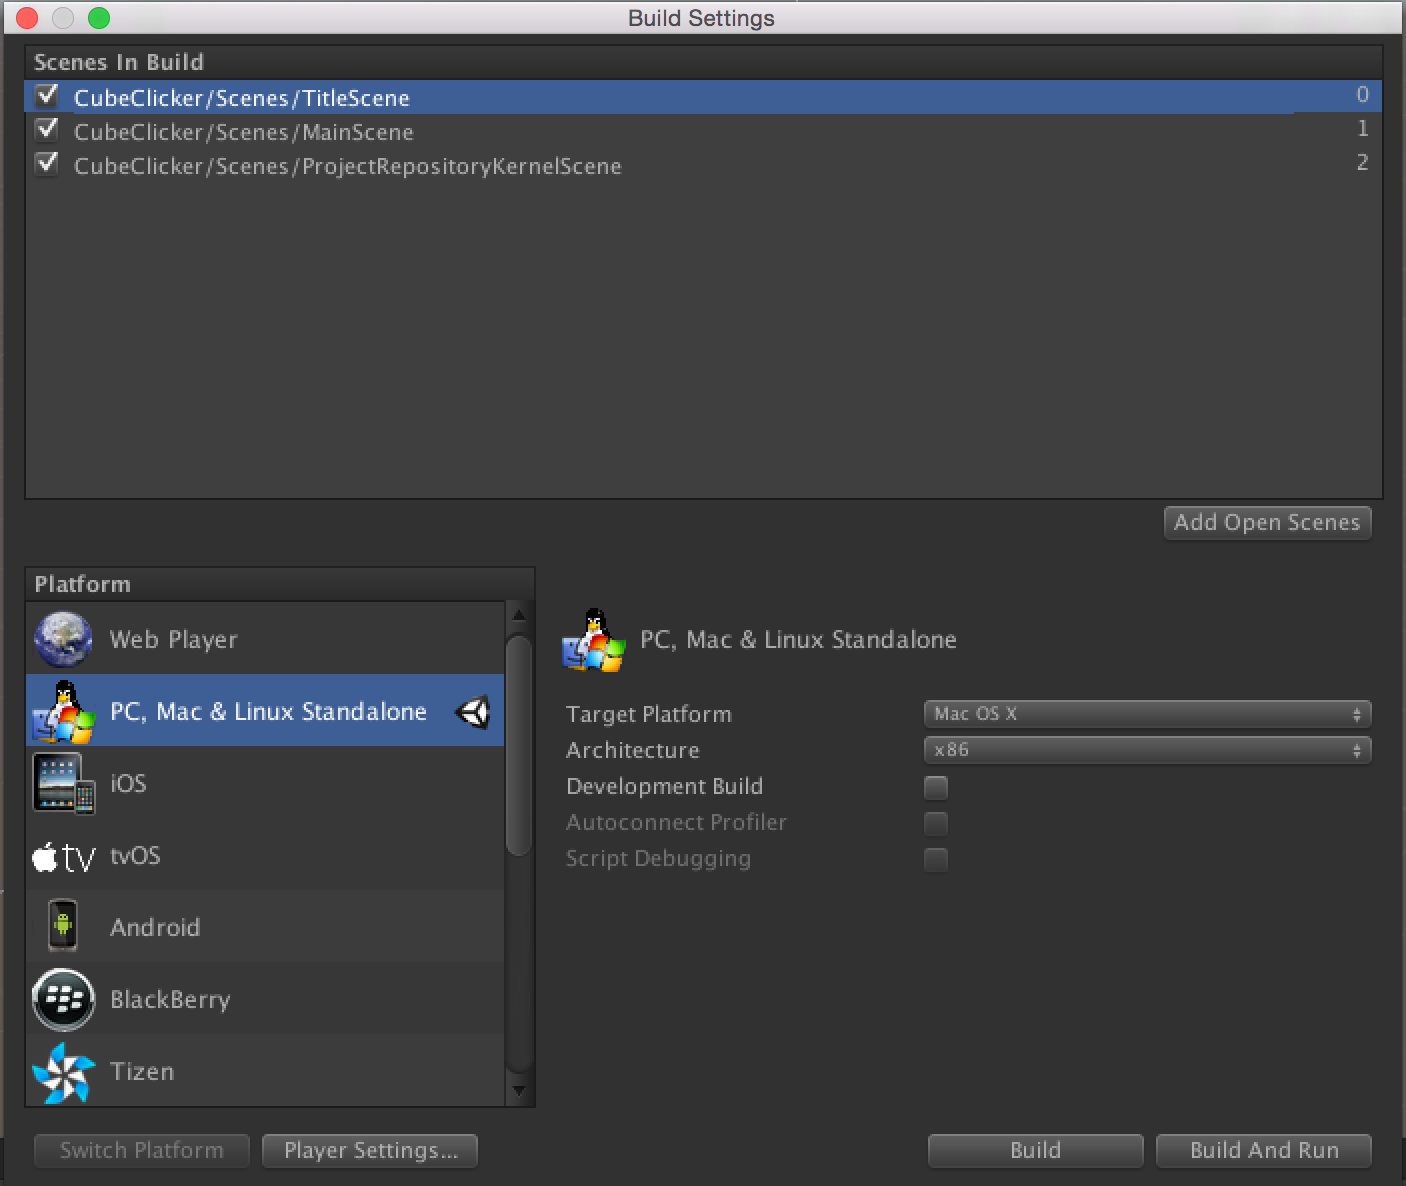 Build Settings
Scenes In Build
CubeClicker/Scenes/TitleScene 0
CubeClicker/Scenes/MainScene 1
CubeClicker/Scenes/ProjectRepositoryKernelScene 2
Add Open Scenes
Platform
Web Player
PC, Mac & Linux Standalone
iOS
tv tvOS
Android
BlackBerry
Tizen
PC, Mac & Linux Standalone
Target Platform Mac OS X
Architecture x86
Development Build
Autoconnect Profiler
Script Debugging
Switch Platform Player Settings... Build Build And Run